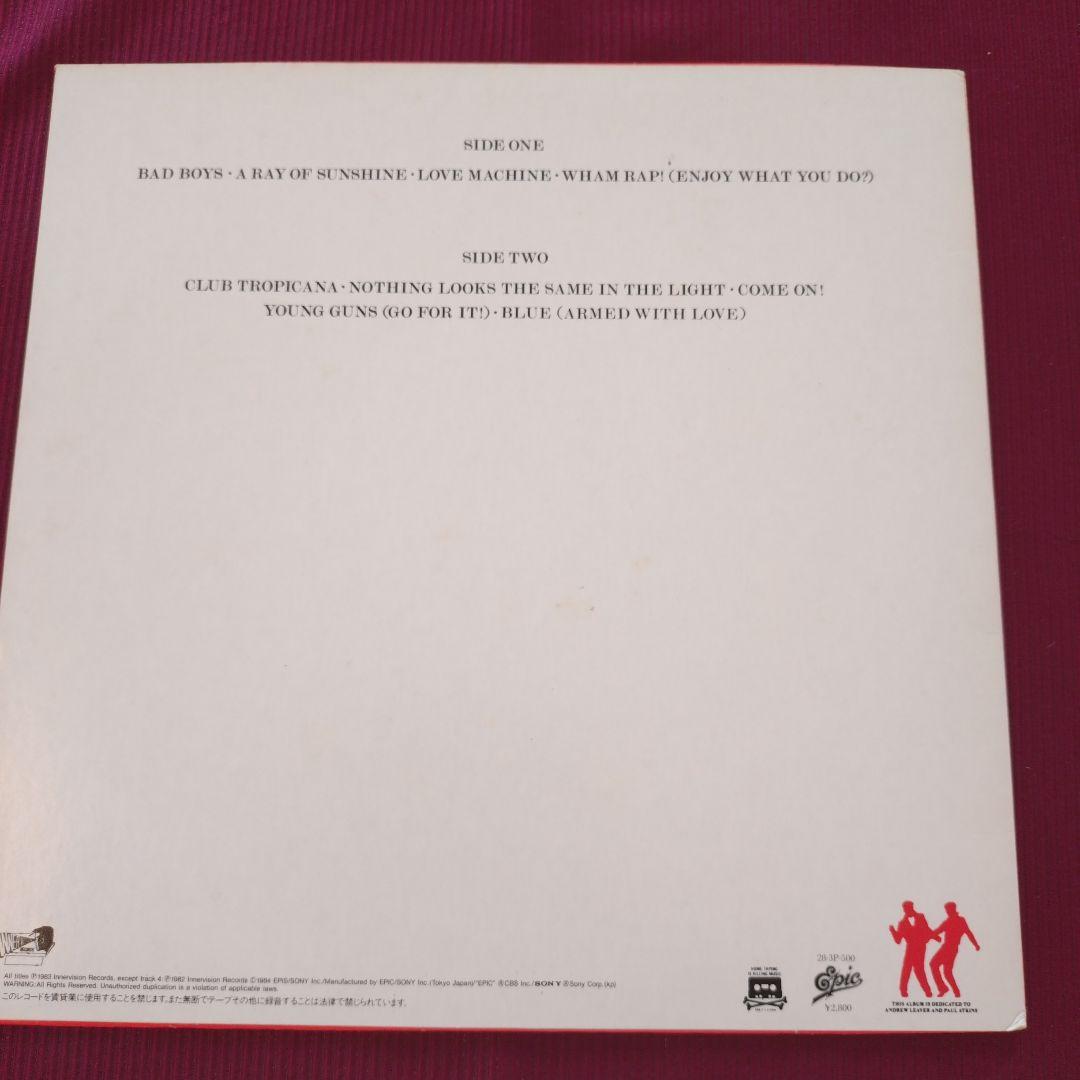 SIDE ONE
BAD BOYS · A RAY OF SUNSHINE · LOVE MACHINE · WHAM RAP! (ENJOY WHAT YOU DO?)
SIDE TWO
CLUB TROPICANA · NOTHING LOOKS THE SAME IN THE LIGHT · COME ON!
YOUNG GUNS (GO FOR IT!) · BLUE (ARMED WITH LOVE)
All titles ℗1983 Innervision Records, except track 4: ℗1982 Innervision Records ©1984 EPIC/SONY Inc./Manufactured by EPIC/SONY Inc. (Tokyo Japan)/"EPIC" ®CBS Inc./SONY ®Sony Corp. (kp)
WARNING: All Rights Reserved. Unauthorized duplication is a violation of applicable laws.
このレコードを賃貸業に使用することを禁じます。また無断でテープその他に録音することは法律で禁じられています。
HOME TAPING
IS KILLING MUSIC
28·3P-500
Epic
¥2,800
THIS ALBUM IS DEDICATED TO
ANDREW LEAVER AND PAUL ATKINS